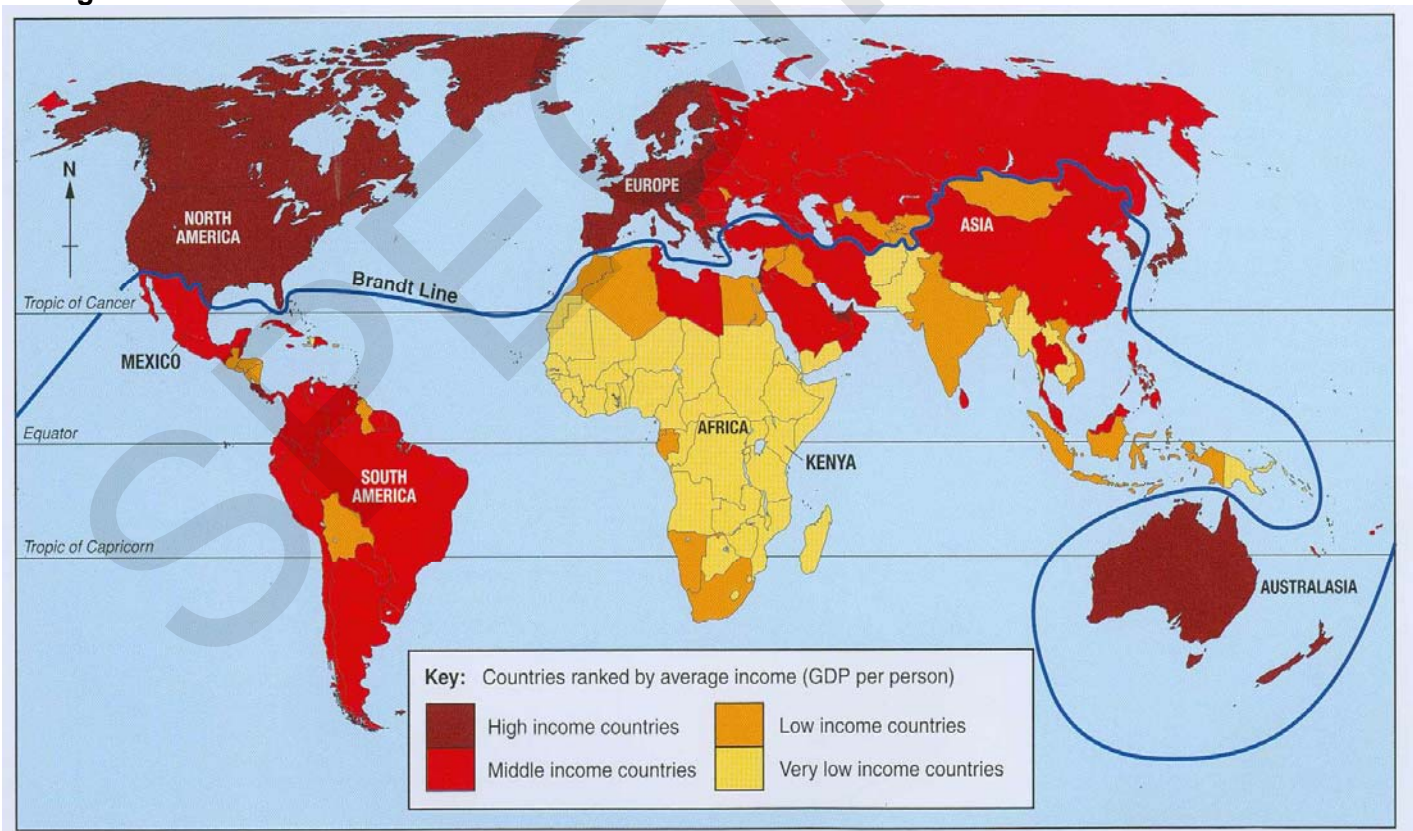 SPECI
N
NORTH
AMERICA
EUROPE
ASIA
Brandt Line
Tropic of Cancer
MEXICO
Equator
AFRICA
KENYA
SOUTH
AMERICA
Tropic of Capricorn
AUSTRALASIA
Key: Countries ranked by average income (GDP per person)
High income countries
Low income countries
Middle income countries
Very low income countries